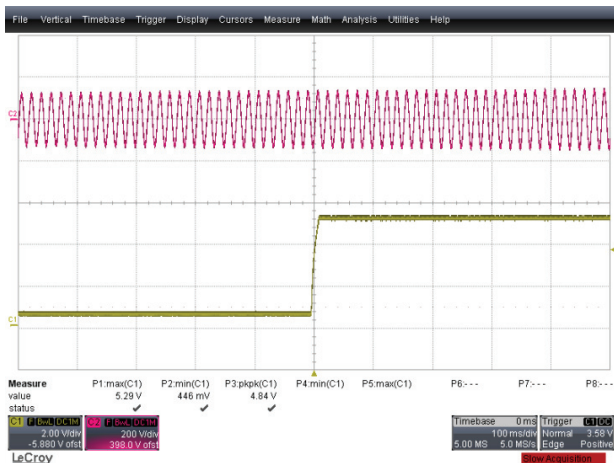 File Vertical Timebase Trigger Display Cursors Measure Math Analysis Utilities Help
C2
C1
Measure P1:max(C1) P2:min(C1) P3:pkpk(C1) P4:min(C1) P5:max(C1) P6:--- P7:--- P8:---
value 5.29 V 446 mV 4.84 V
status
C1 F BwL DC1M
2.00 V/div
-5.880 V ofst
C2 F BwL DC1M
200 V/div
398.0 V ofst
Timebase 0 ms
100 ms/div
5.00 MS 5.0 MS/s
Trigger C1 DC
Normal 3.58 V
Edge Positive
LeCroy
Slow Acquisition